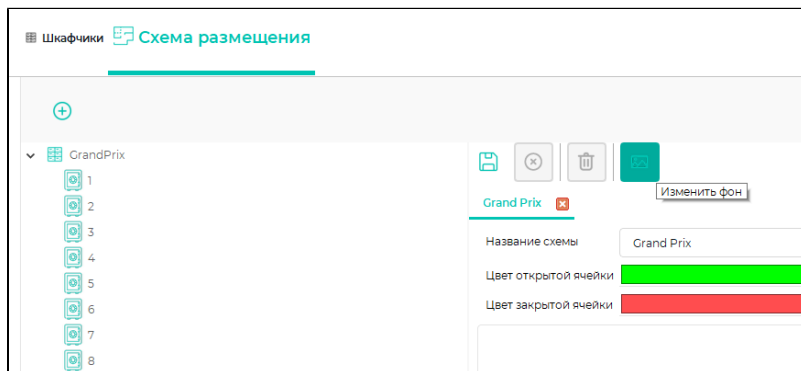 Шкафчики Схема размещения
GrandPrix
1
2
3
4
5
6
7
8
Изменить фон
Grand Prix
Название схемы Grand Prix
Цвет открытой ячейки
Цвет закрытой ячейки